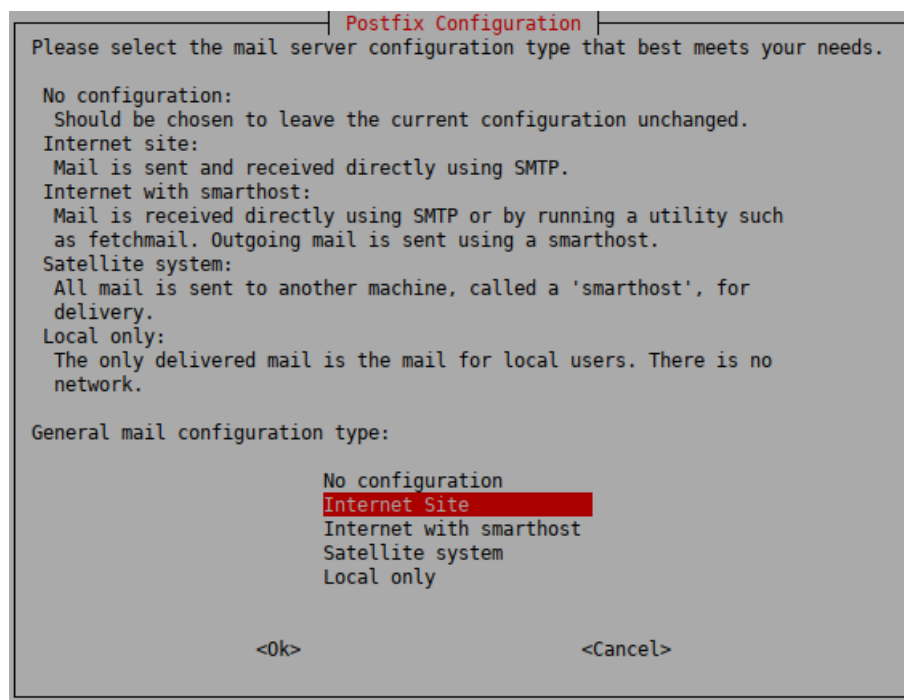 Postfix Configuration
Please select the mail server configuration type that best meets your needs.
No configuration:
Should be chosen to leave the current configuration unchanged.
Internet site:
Mail is sent and received directly using SMTP.
Internet with smarthost:
Mail is received directly using SMTP or by running a utility such
as fetchmail. Outgoing mail is sent using a smarthost.
Satellite system:
All mail is sent to another machine, called a 'smarthost', for
delivery.
Local only:
The only delivered mail is the mail for local users. There is no
network.
General mail configuration type:
No configuration
Internet Site
Internet with smarthost
Satellite system
Local only
<Ok> <Cancel>